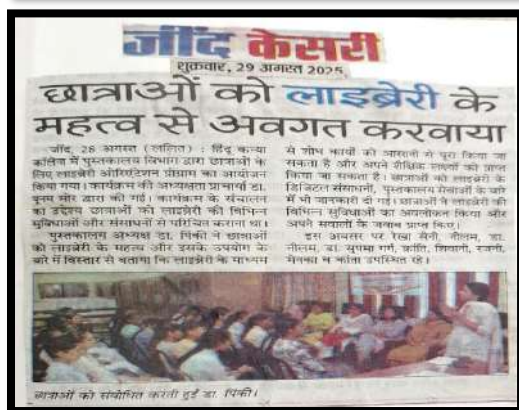 जींद केसरी
शुक्रवार, 29 अगस्त 2025
छात्राओं को लाइब्रेरी के
महत्व से अवगत करवाया
जींद, 28 अगस्त (ललित) : हिंदू कन्या
कॉलेज में पुस्तकालय विभाग द्वारा छात्राओं के
लिए लाइब्रेरी ओरिएंटेशन प्रोग्राम का आयोजन
किया गया। कार्यक्रम की अध्यक्षता प्राचार्या डा.
पूनम मोर द्वारा की गई। कार्यक्रम के संचालन
का उद्देश्य छात्राओं को लाइब्रेरी की विभिन्न
सुविधाओं और संसाधनों से परिचित कराना था।
पुस्तकालय अध्यक्ष डा. पिंकी ने छात्राओं
को लाइब्रेरी के महत्व और इसके उपयोग के
बारे में विस्तार से बताया कि लाइब्रेरी के माध्यम
से शोध कार्यों को आसानी से पूरा किया जा
सकता है और अपने शैक्षिक लक्ष्यों को प्राप्त
किया जा सकता है। छात्राओं को लाइब्रेरी के
डिजिटल संसाधनों, पुस्तकालय सेवाओं के बारे
में भी जानकारी दी गई। छात्राओं ने लाइब्रेरी की
विभिन्न सुविधाओं का अवलोकन किया और
अपने सवालों के जवाब प्राप्त किए।
इस अवसर पर रेखा सैनी, नीलम, डा.
नीलम, डा. सुषमा गर्ग, क्रांति, शिवानी, रजनी,
मेनका व कांता उपस्थित रहे।
छात्राओं को संबोधित करती हुईं डा. पिंकी।